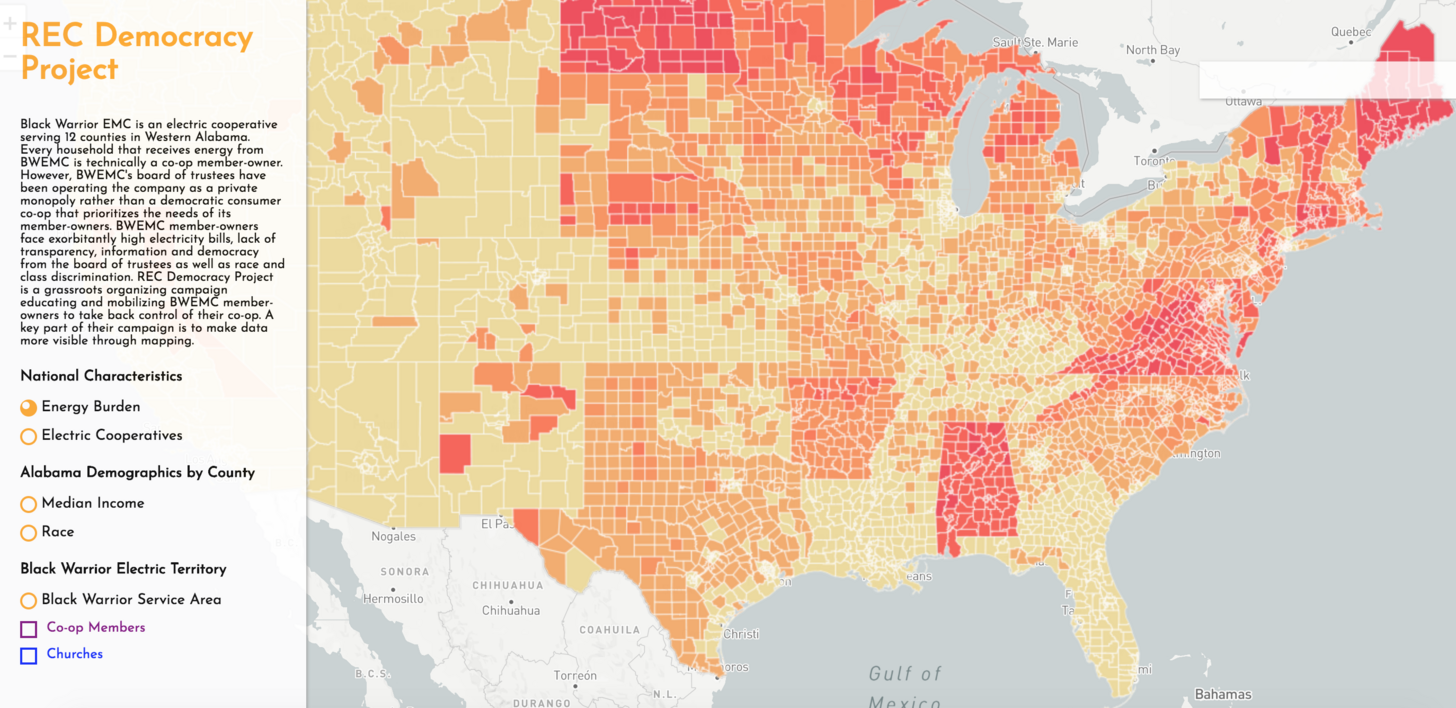 REC Democracy
Project
Black Warrior EMC is an electric cooperative
serving 12 counties in Western Alabama.
Every household that receives energy from
BWEMC is technically a co-op member-owner.
However, BWEMC's board of trustees have
been operating the company as a private
monopoly rather than a democratic consumer
co-op that prioritizes the needs of its
member-owners. BWEMC member-owners
face exorbitantly high electricity bills, lack of
transparency, information and democracy
from the board of trustees as well as race and
class discrimination. REC Democracy Project
is a grassroots organizing campaign
educating and mobilizing BWEMC member-
owners to take back control of their co-op. A
key part of their campaign is to make data
more visible through mapping.
National Characteristics
Energy Burden
Electric Cooperatives
Alabama Demographics by County
Median Income
Race
Black Warrior Electric Territory
Black Warrior Service Area
Co-op Members
Churches
Sault Ste. Marie
North Bay
Quebec
Ottawa
Toronto
El Pas
Nogales
SONORA
Hermosillo
CHIHUAHUA
Chihuahua
COAHUILA
B.C.S.
Torreón
DURANGO
N.L.
Christi
oros
Gulf of
Mexico
eans
mington
lk
mi
Bahamas